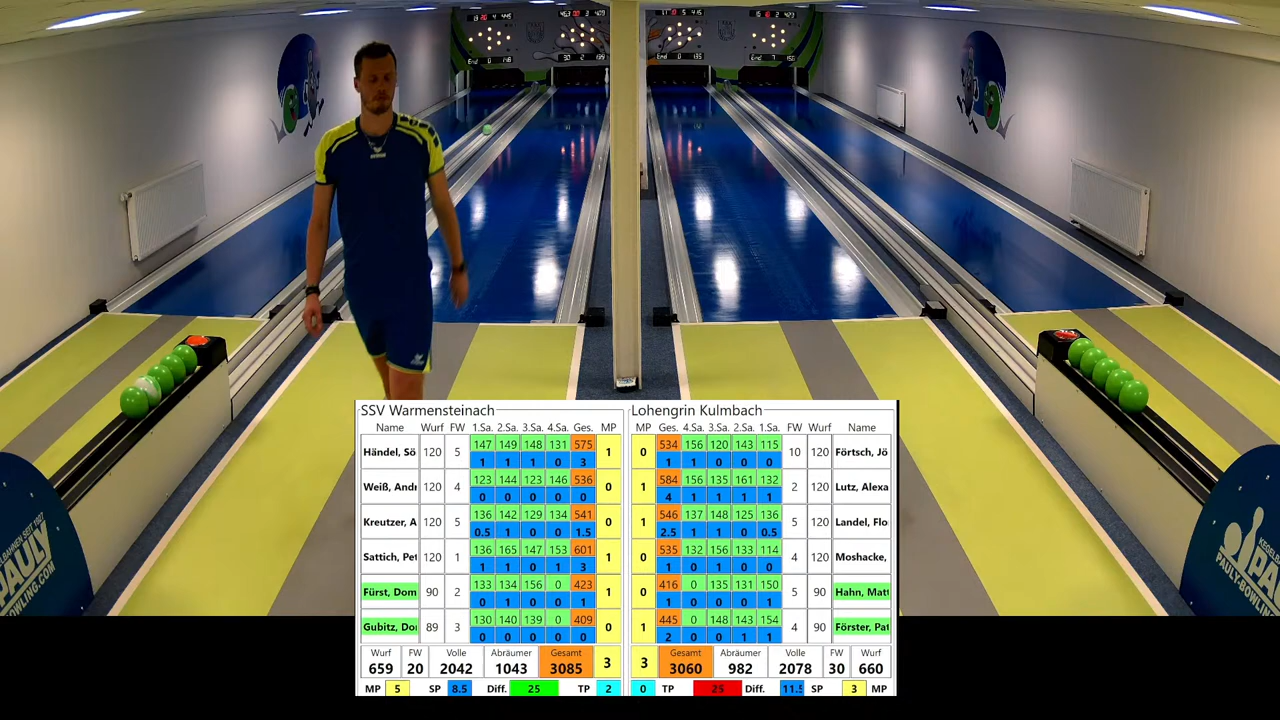 SSV Warmensteinach
Name Wurf FW 1.Sa. 2.Sa. 3.Sa. 4.Sa. Ges. MP
Händel, Sö 120 5 147 149 148 131 575 1
1 1 1 0 3
Weiß, Andr 120 4 123 144 123 146 536 0
0 0 0 0 0
Kreutzer, A 120 5 136 142 129 134 541 0
0.5 1 0 0 1.5
Sattich, Pet 120 1 136 165 147 153 601 1
1 1 0 1 3
Fürst, Dom 90 2 133 134 156 0 423 1
0 0 1 0 1
Gubitz, Do 89 3 130 140 139 0 409 0
0 0 0 0 0
Wurf FW Volle Abräumer Gesamt
659 20 2042 1043 3085 3
MP 5 SP 8.5 Diff. 25 TP 2
Lohengrin Kulmbach
MP Ges. 4.Sa. 3.Sa. 2.Sa. 1.Sa. FW Wurf Name
0 534 156 120 143 115 10 120 Förtsch, Jö
1 1 0 0 0
1 584 156 135 161 132 2 120 Lutz, Alexa
4 1 1 1 1
1 546 137 148 125 136 5 120 Landel, Flo
2.5 1 1 0 0.5
0 535 132 156 133 114 4 120 Moshacke,
1 0 1 0 0
0 416 0 135 131 150 5 90 Hahn, Matt
1 0 0 0 1
1 445 0 148 143 154 4 90 Förster, Pat
2 0 1 1 1
Gesamt Abräumer Volle FW Wurf
3 3060 982 2078 30 660
0 TP 25 Diff. 11.5 SP 3 MP
PAULY
PAULY-BOWLING